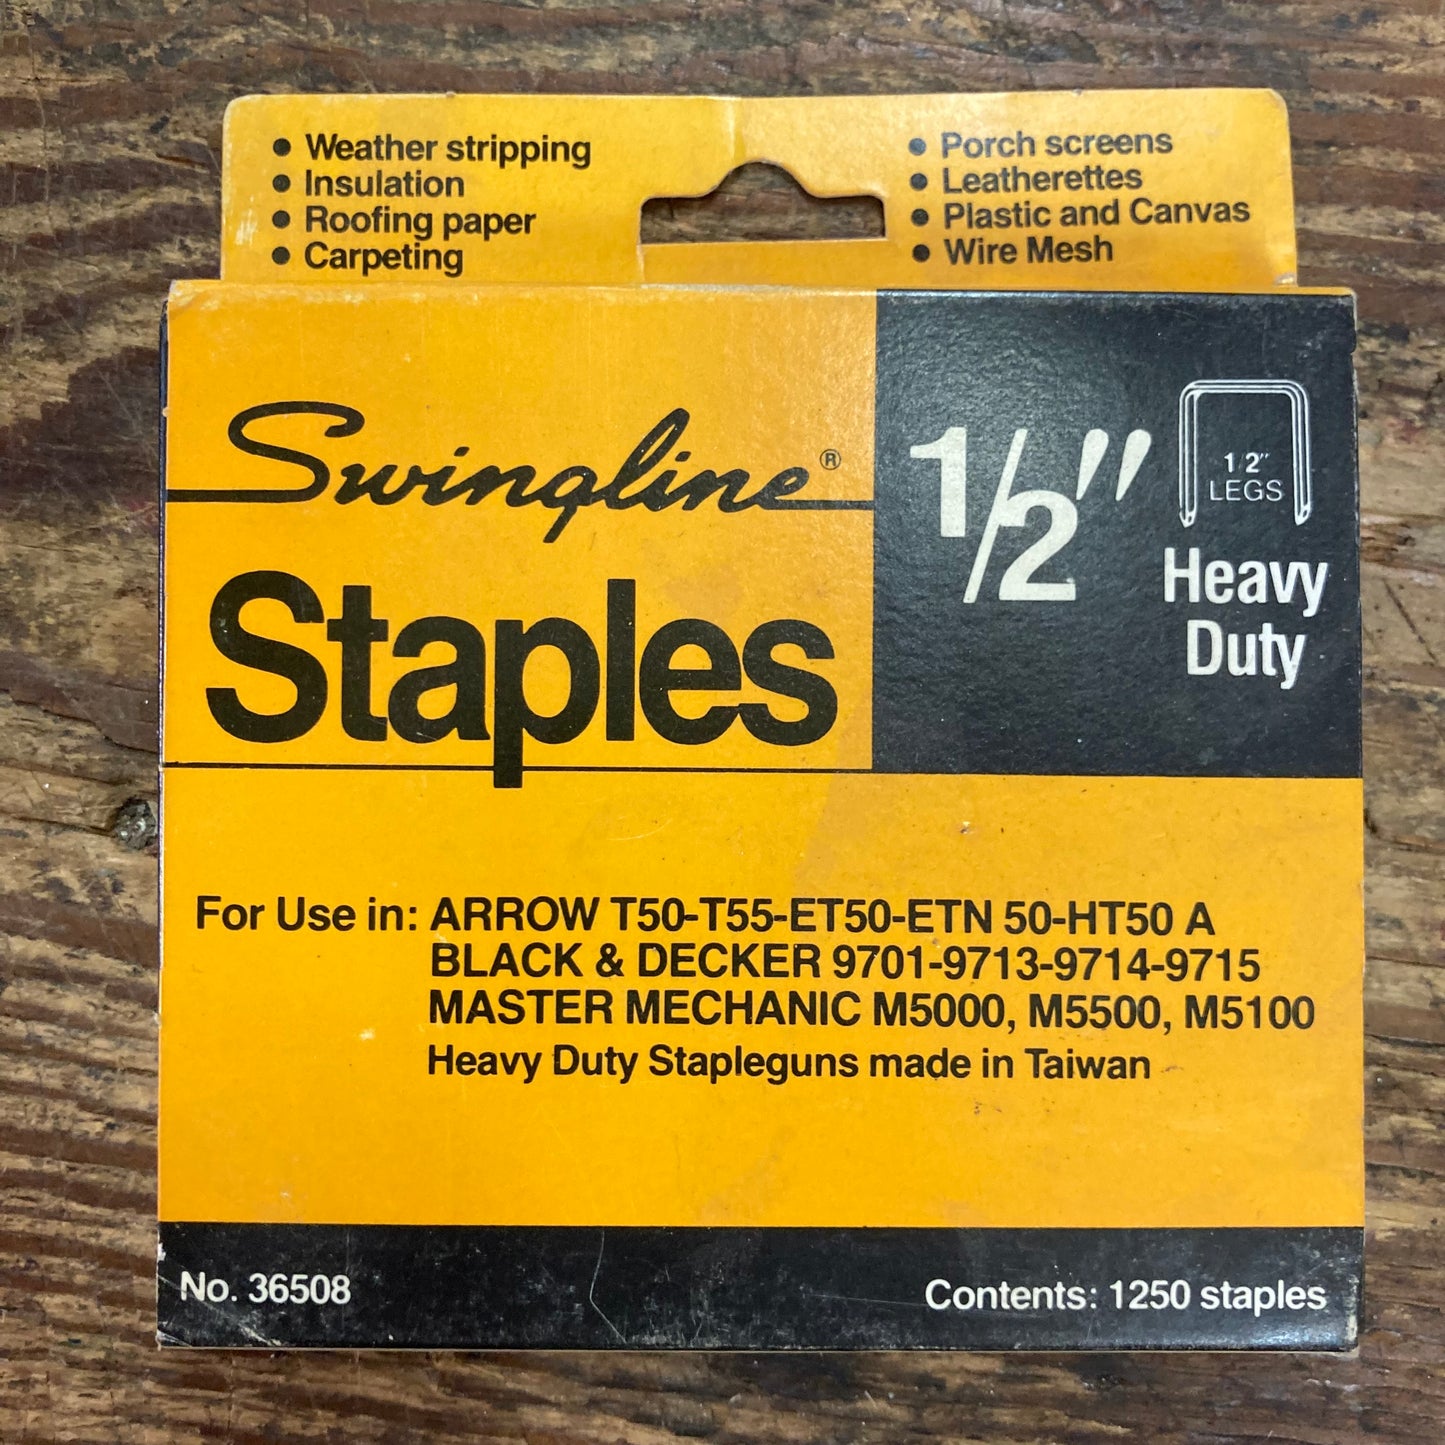 • Weather stripping
• Insulation
• Roofing paper
• Carpeting
• Porch screens
• Leatherettes
• Plastic and Canvas
• Wire Mesh
Swingline®
Staples
1/2"
1/2"
LEGS
Heavy
Duty
For Use in: ARROW T50-T55-ET50-ETN 50-HT50 A
BLACK & DECKER 9701-9713-9714-9715
MASTER MECHANIC M5000, M5500, M5100
Heavy Duty Stapleguns made in Taiwan
No. 36508
Contents: 1250 staples